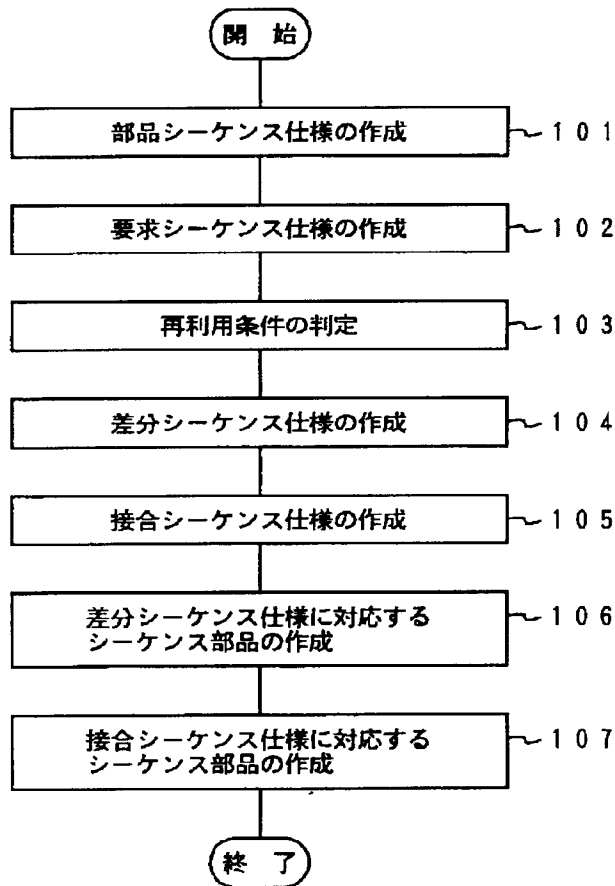 開 始
部品シーケンス仕様の作成 101
要求シーケンス仕様の作成 102
再利用条件の判定 103
差分シーケンス仕様の作成 104
接合シーケンス仕様の作成 105
差分シーケンス仕様に対応する 106
シーケンス部品の作成
接合シーケンス仕様に対応する 107
シーケンス部品の作成
終 了